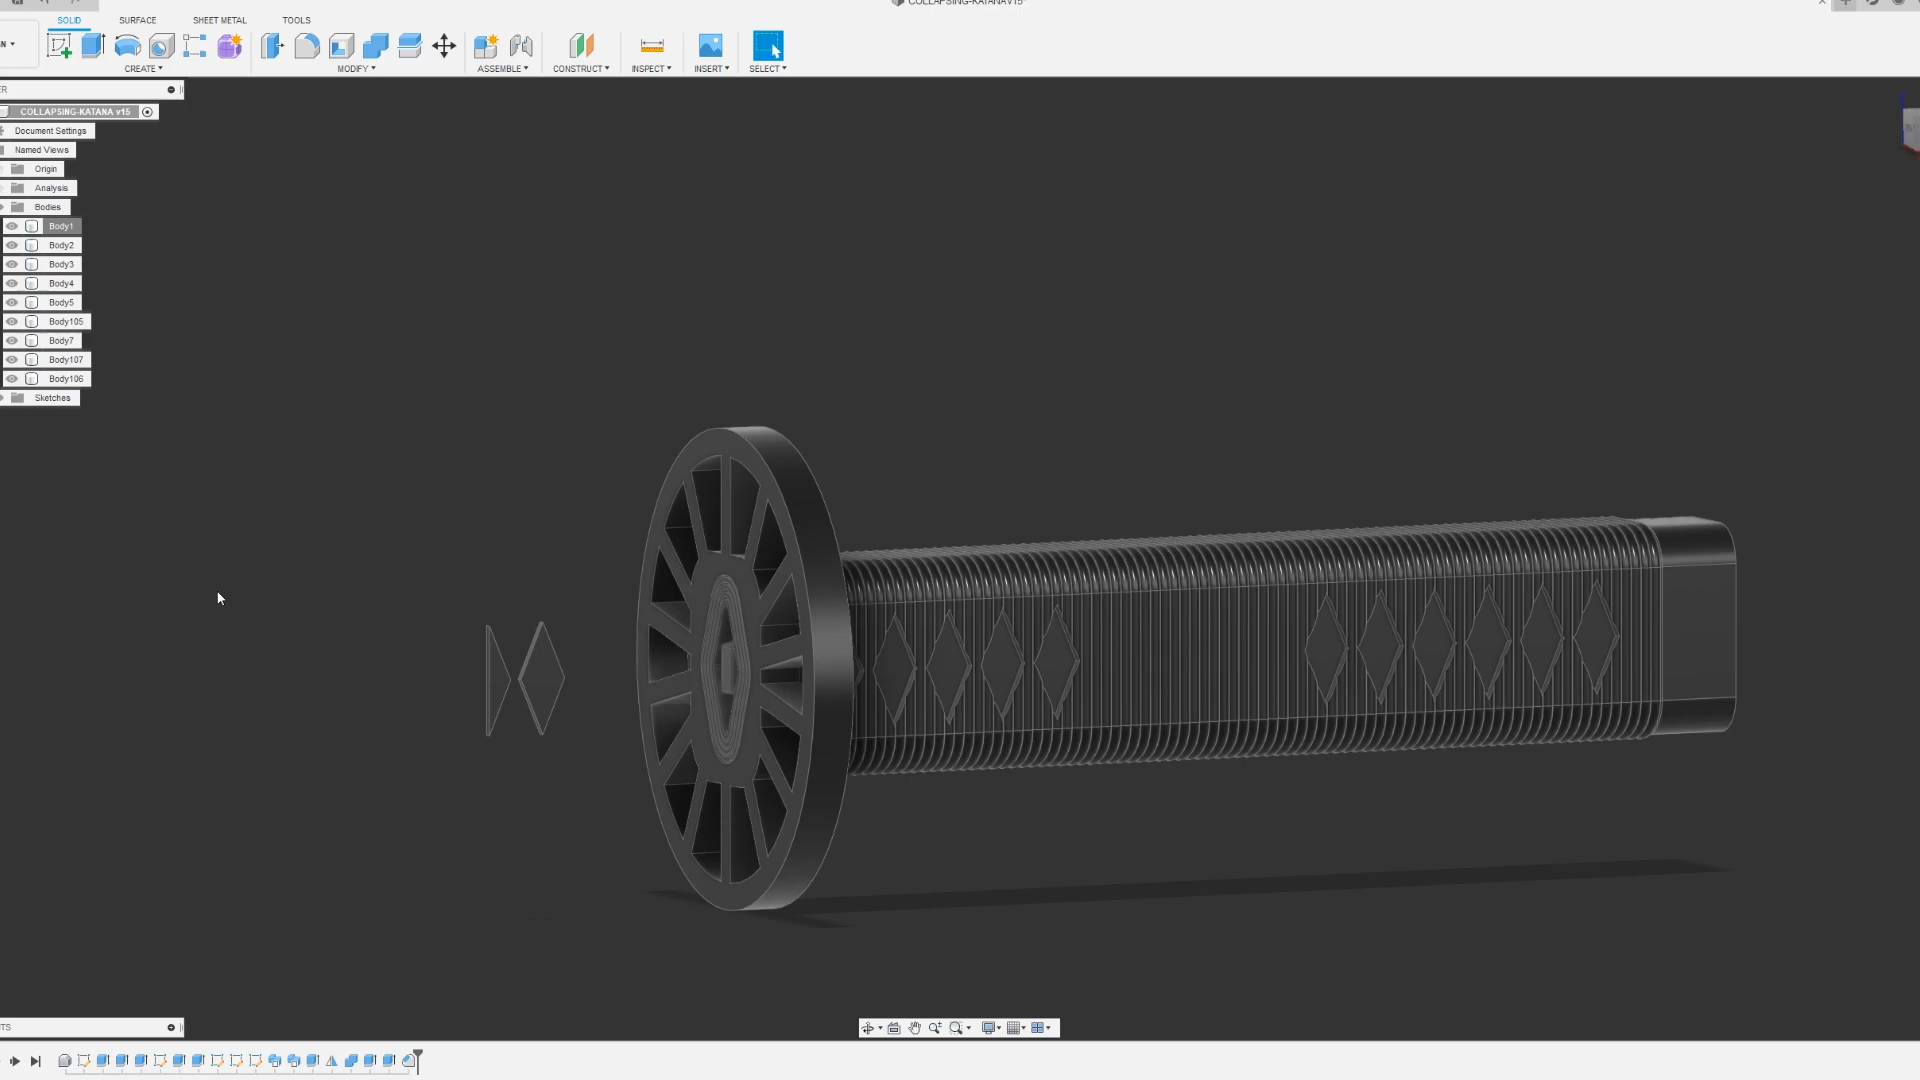 COLLAPSING-KATANA v15*
SOLID SURFACE SHEET METAL TOOLS
CREATE MODIFY ASSEMBLE CONSTRUCT INSPECT INSERT SELECT
COLLAPSING-KATANA v15
Document Settings
Named Views
Origin
Analysis
Bodies
Body1
Body2
Body3
Body4
Body5
Body105
Body7
Body107
Body106
Sketches